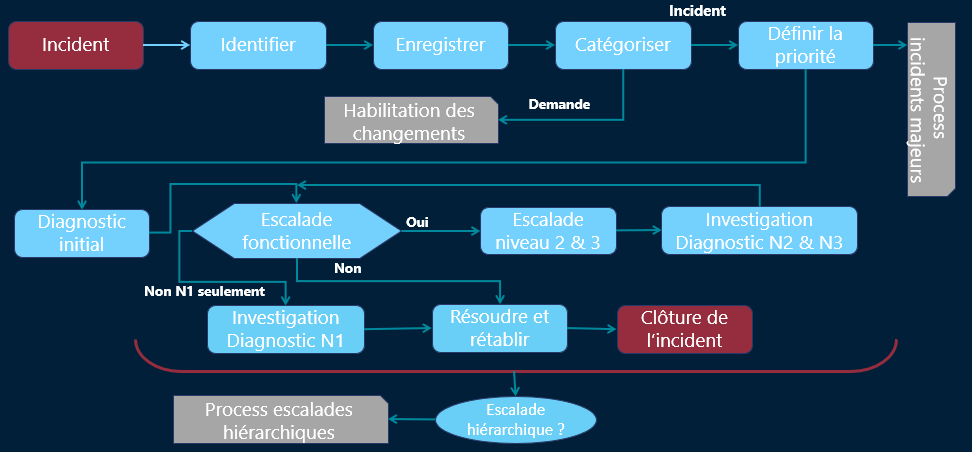 Incident
Incident
Identifier
Enregistrer
Catégoriser
Définir la
priorité
Process
incidents majeurs
Habilitation des
changements
Demande
Diagnostic
initial
Escalade
fonctionnelle
Oui
Escalade
niveau 2 & 3
Investigation
Diagnostic N2 & N3
Non
Non N1 seulement
Investigation
Diagnostic N1
Résoudre et
rétablir
Clôture de
l’incident
Process escalades
hiérarchiques
Escalade
hiérarchique ?